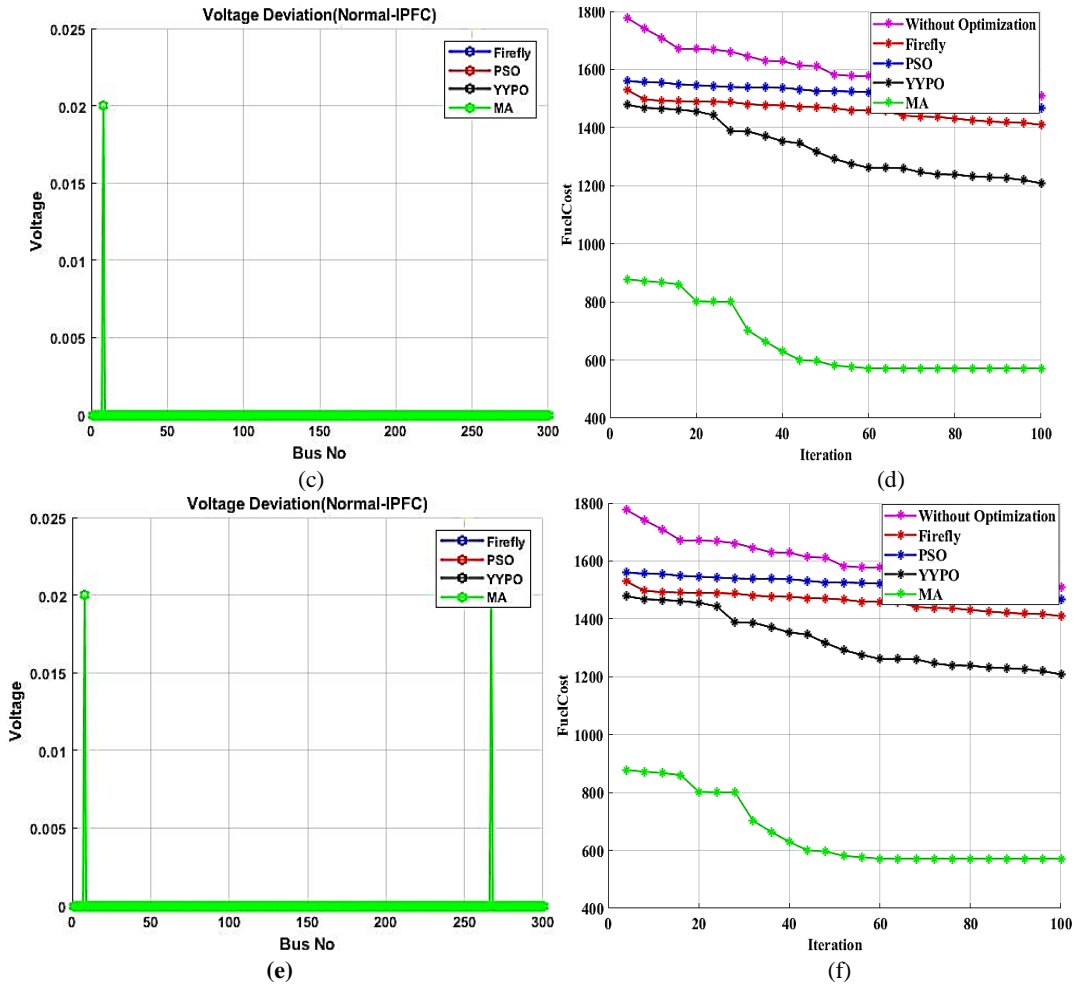 Voltage Deviation(Normal-IPFC)
0.025
0.02
0.015
0.01
0.005
0
Voltage
Firefly
PSO
YYPO
MA
0 50 100 150 200 250 300
Bus No
(c)
1800
1600
1400
1200
1000
800
600
400
FuelCost
Without Optimization
Firefly
PSO
YYPO
MA
0 20 40 60 80 100
Iteration
(d)
Voltage Deviation(Normal-IPFC)
0.025
0.02
0.015
0.01
0.005
0
Voltage
Firefly
PSO
YYPO
MA
0 50 100 150 200 250 300
Bus No
(e)
1800
1600
1400
1200
1000
800
600
400
FuelCost
Without Optimization
Firefly
PSO
YYPO
MA
0 20 40 60 80 100
Iteration
(f)